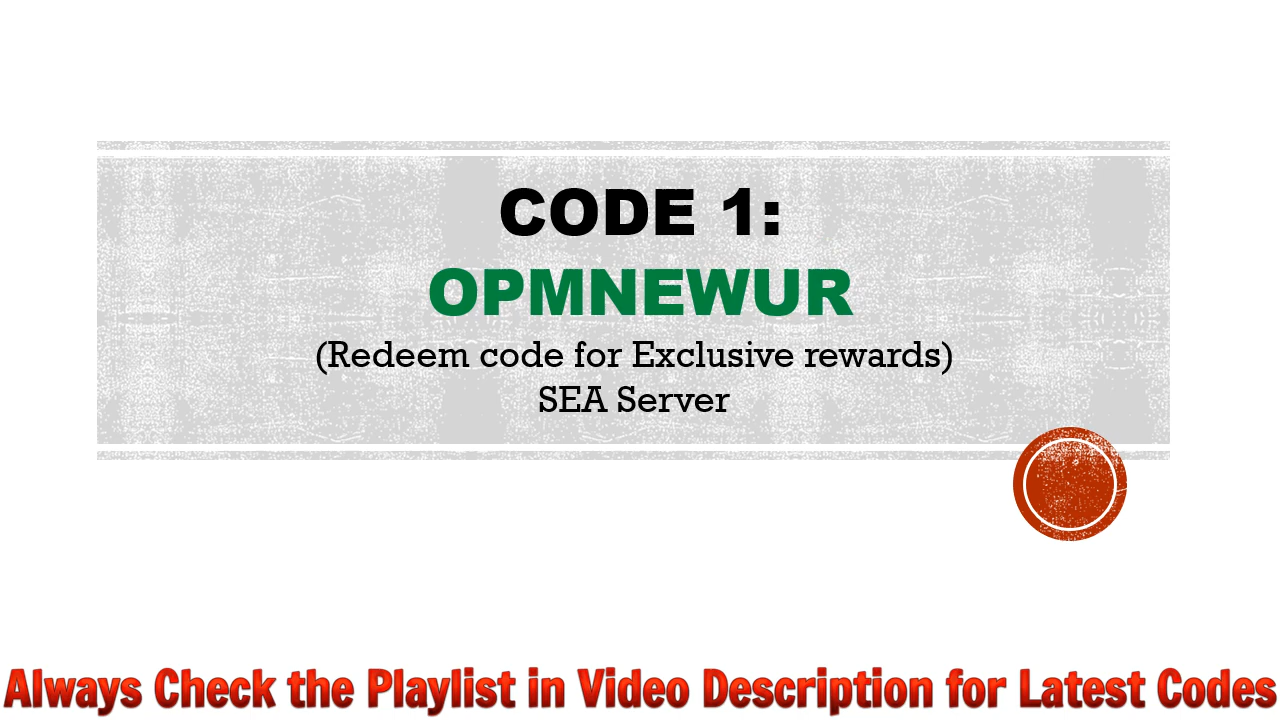 CODE 1:
OPMNEWUR
(Redeem code for Exclusive rewards)
SEA Server
Always Check the Playlist in Video Description for Latest Codes